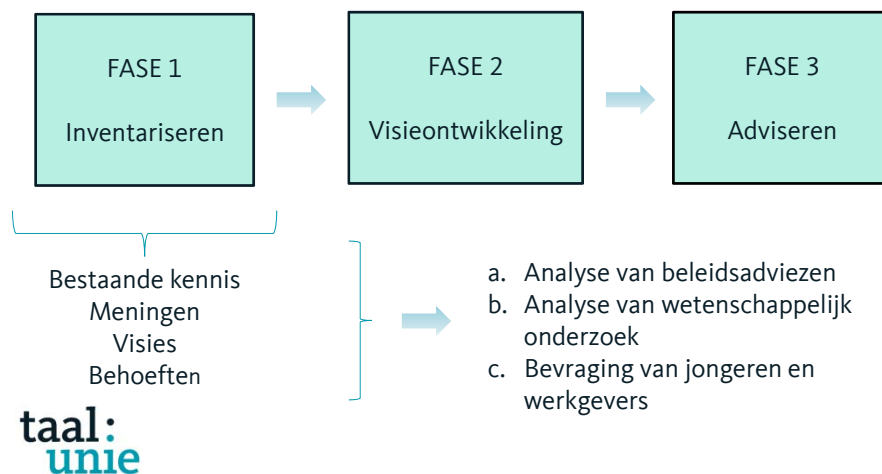 FASE 1
Inventariseren
FASE 2
Visieontwikkeling
FASE 3
Adviseren
Bestaande kennis
Meningen
Visies
Behoeften
a. Analyse van beleidsadviezen
b. Analyse van wetenschappelijk
onderzoek
c. Bevraging van jongeren en
werkgevers
taal:
unie